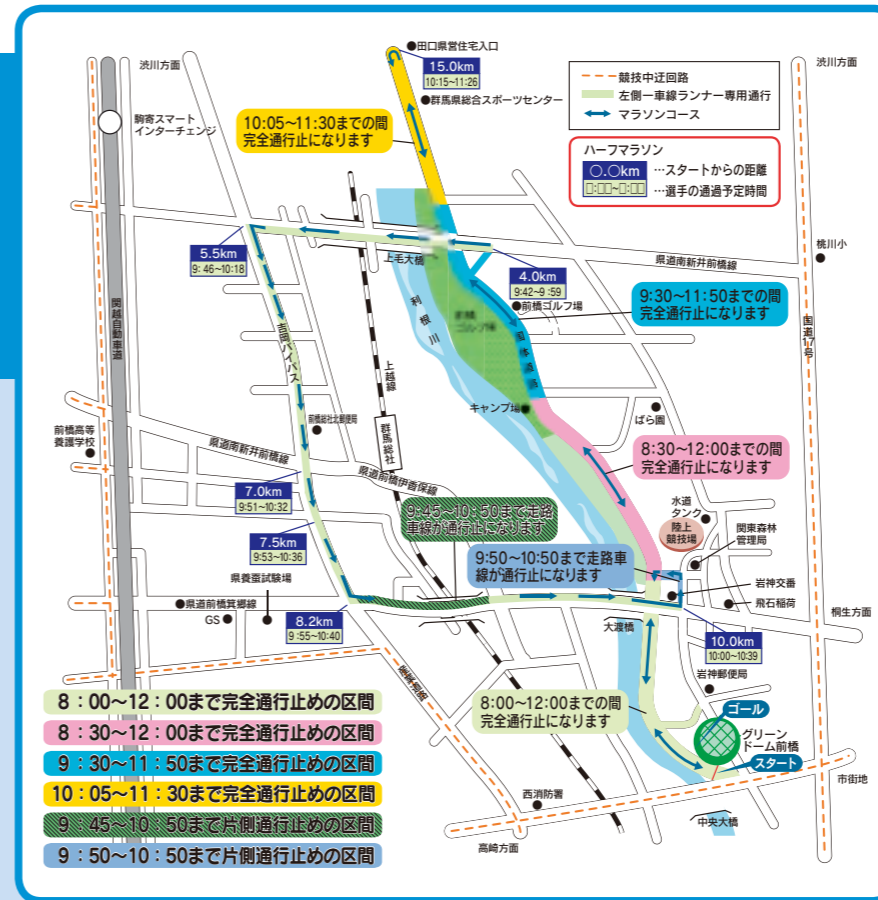 田口県営住宅入口
渋川方面
15.0km
10:15~11:26
群馬県総合スポーツセンター
競技中迂回路
左側一車線ランナー専用通行
マラソンコース
渋川方面
駒寄スマート
インターチェンジ
10:05~11:30までの間
完全通行止になります
ハーフマラソン
○.○km …スタートからの距離
□:□□~□:□□ …選手の通過予定時間
桃川小
5.5km
9:46~10:18
上毛大橋
県道南新井前橋線
4.0km
9:42~9:59
前橋ゴルフ場
9:30~11:50までの間
完全通行止になります
関越自動車道
吉岡バイパス
利根川
国体道路
国道17号
上越線
群馬総社
キャンプ場
ばら園
前橋総社北郵便局
前橋高等
養護学校
県道南新井前橋線
県道前橋伊香保線
8:30~12:00までの間
完全通行止になります
7.0km
9:51~10:32
9:45~10:50まで走路
車線が通行止になります
水道
タンク
陸上
競技場
関東森林
管理局
7.5km
9:53~10:36
9:50~10:50まで走路車
線が通行止になります
県養蚕試験場
岩神交番
県道前橋箕郷線
飛石稲荷
GS
8.2km
9:55~10:40
大渡橋
桐生方面
10.0km
10:00~10:39
岩神郵便局
8:00~12:00までの間
完全通行止になります
ゴール
グリーン
ドーム前橋
スタート
市街地
西消防署
中央大橋
高崎方面
8:00~12:00まで完全通行止めの区間
8:30~12:00まで完全通行止めの区間
9:30~11:50まで完全通行止めの区間
10:05~11:30まで完全通行止めの区間
9:45~10:50まで片側通行止めの区間
9:50~10:50まで片側通行止めの区間